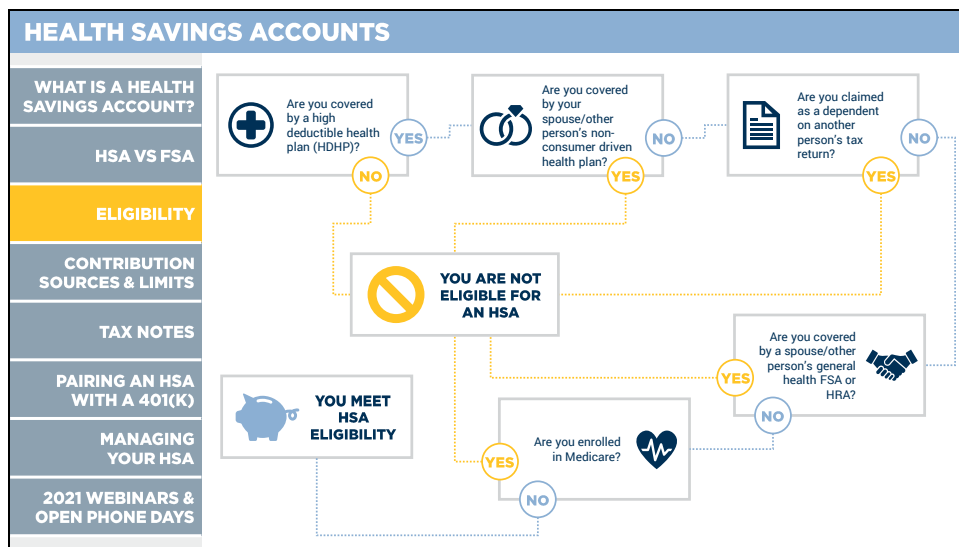 HEALTH SAVINGS ACCOUNTS
WHAT IS A HEALTH
SAVINGS ACCOUNT?
HSA VS FSA
ELIGIBILITY
CONTRIBUTION
SOURCES & LIMITS
TAX NOTES
PAIRING AN HSA
WITH A 401(K)
MANAGING
YOUR HSA
2021 WEBINARS &
OPEN PHONE DAYS
Are you covered
by a high
deductible health
plan (HDHP)?
YES
NO
Are you covered
by your
spouse/other
person's non-
consumer driven
health plan?
NO
YES
Are you claimed
as a dependent
on another
person's tax
return?
NO
YES
YOU ARE NOT
ELIGIBLE FOR
AN HSA
Are you covered
by a spouse/other
person's general
health FSA or
HRA?
YES
NO
Are you enrolled
in Medicare?
YES
NO
YOU MEET
HSA
ELIGIBILITY